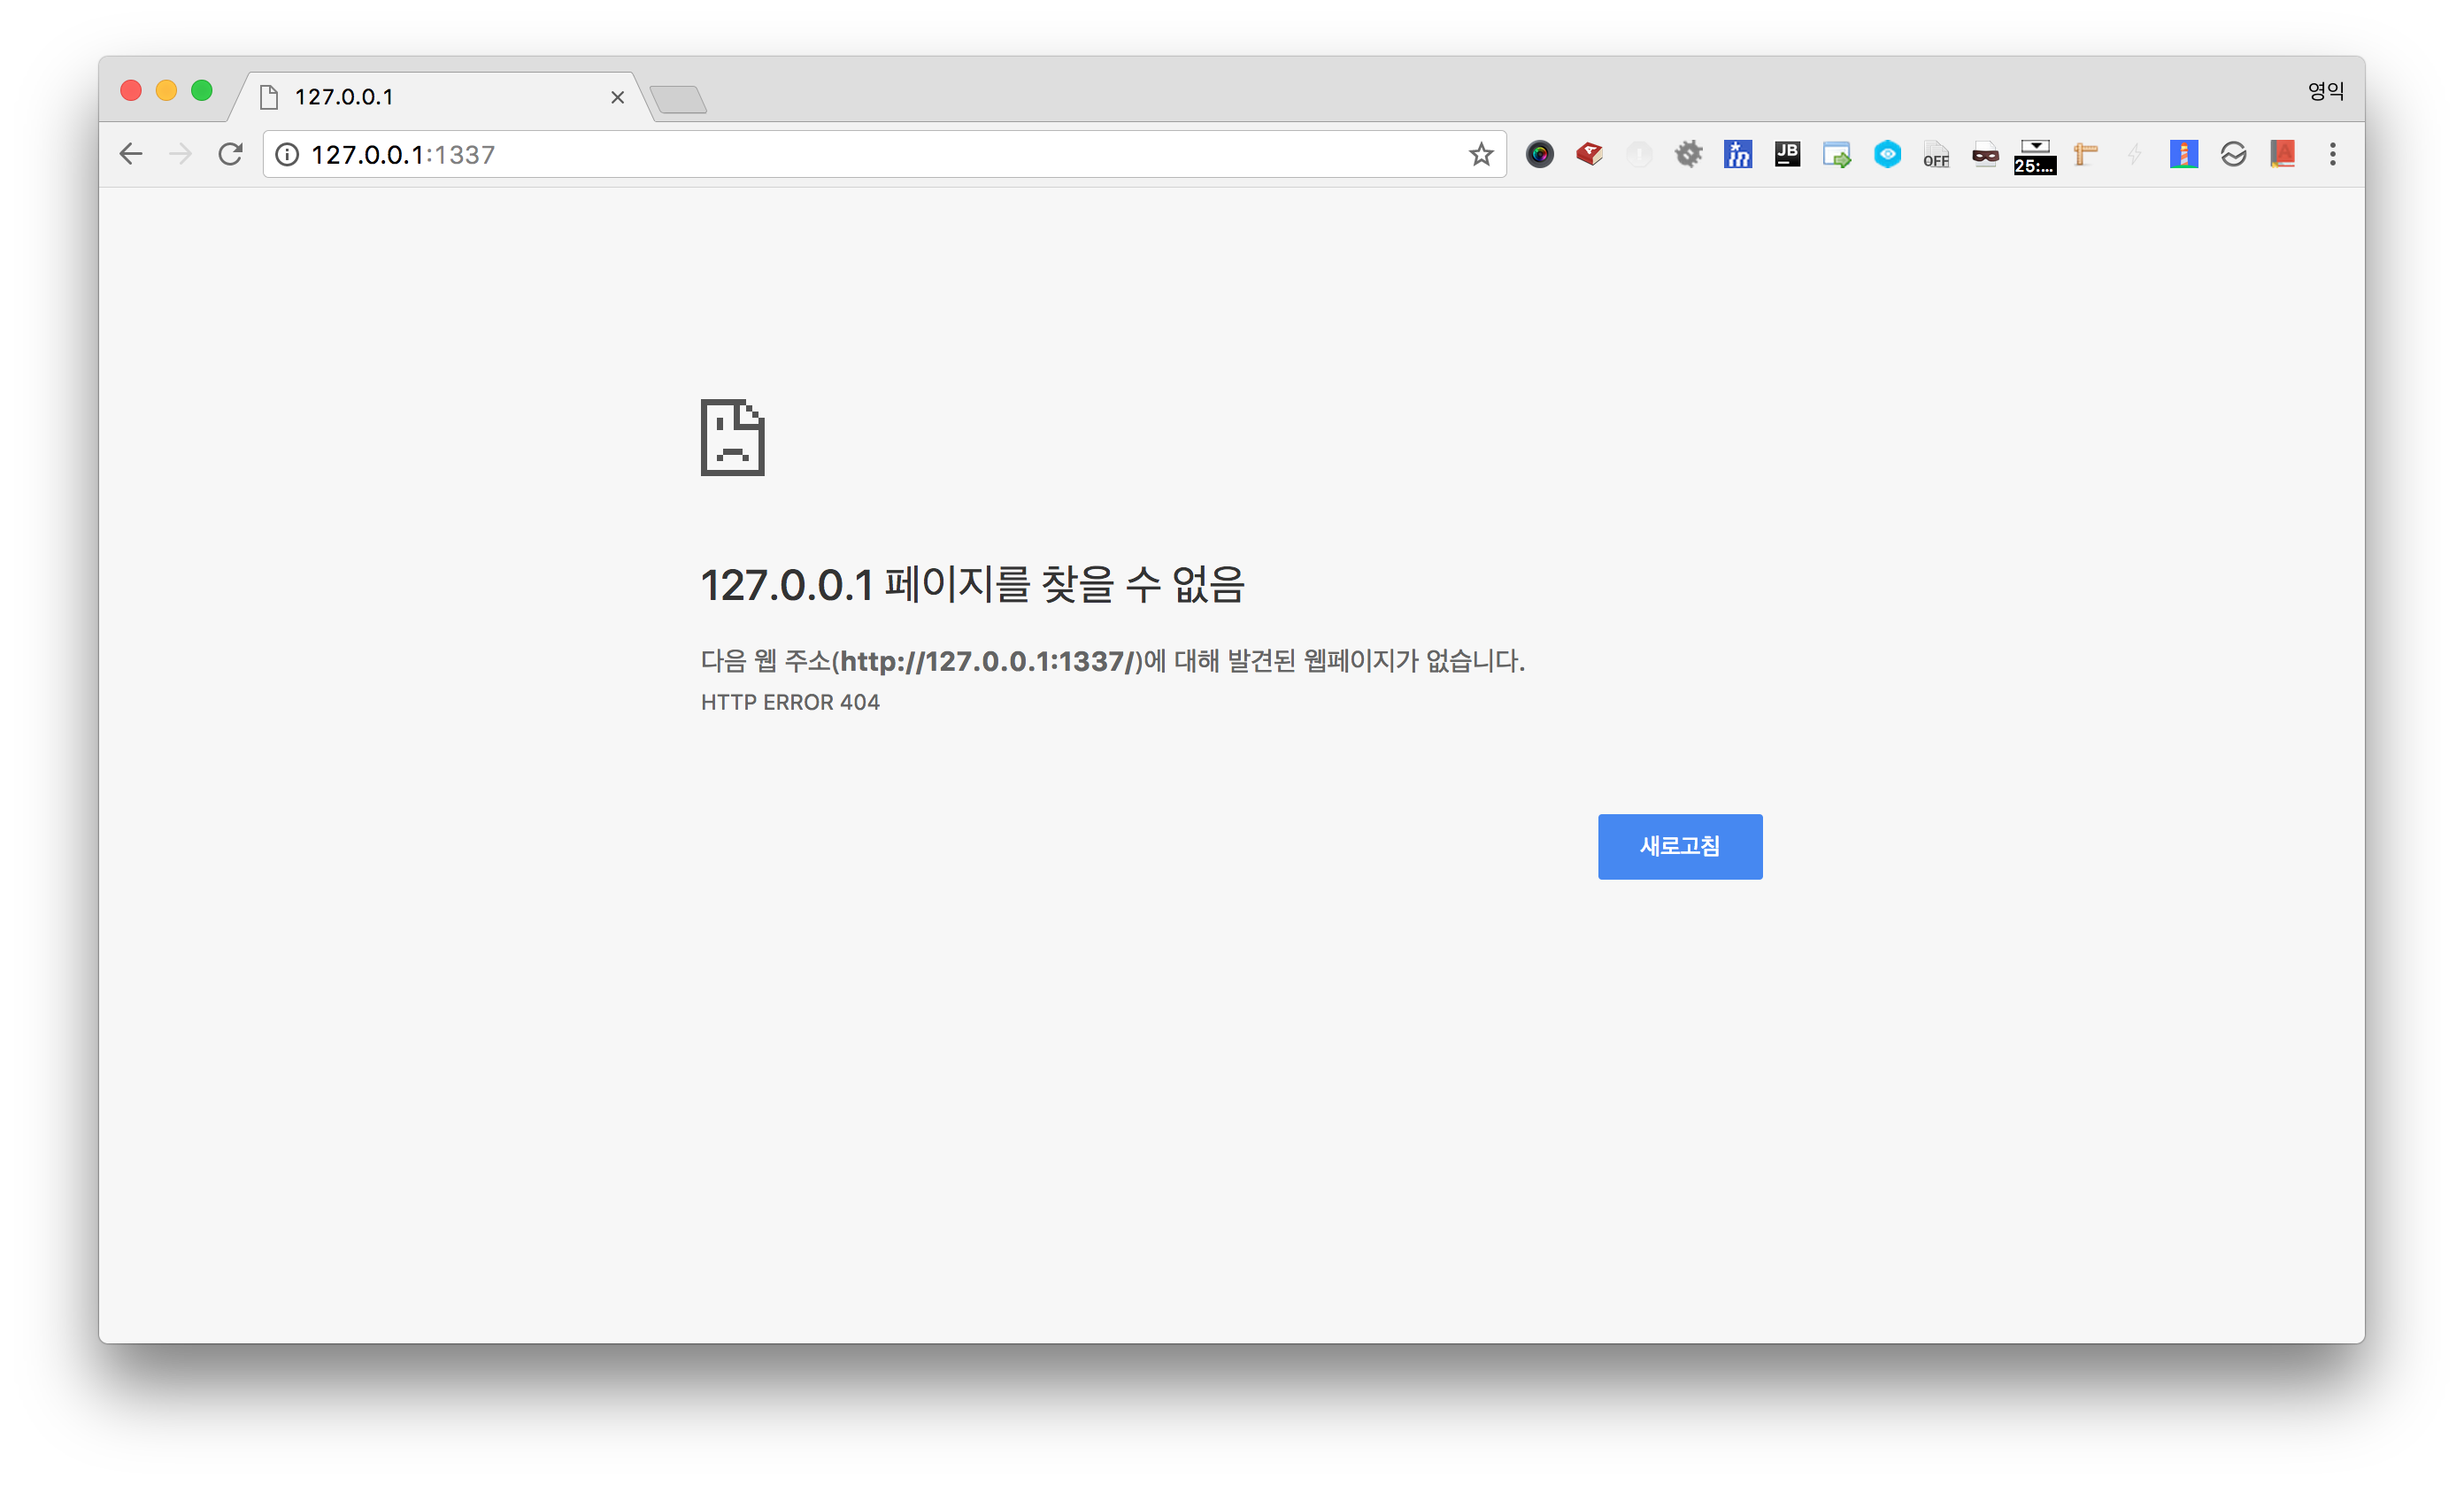 127.0.0.1
영익
127.0.0.1:1337
in
JB
OFF
25:...
A
127.0.0.1 페이지를 찾을 수 없음
다음 웹 주소(http://127.0.0.1:1337/)에 대해 발견된 웹페이지가 없습니다.
HTTP ERROR 404
새로고침